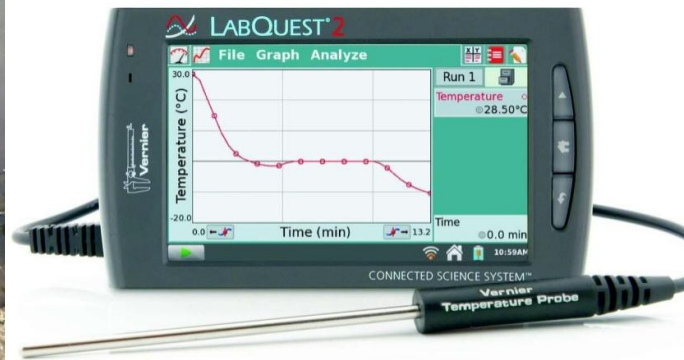 LABQUEST® 2
File Graph Analyze
Run 1
30.0
Temperature (°C)
-20.0
0.0
Time (min)
13.2
Temperature
28.50°C
Time
0.0 min
10:59AM
Vernier
CONNECTED SCIENCE SYSTEM™
Vernier
Temperature Probe